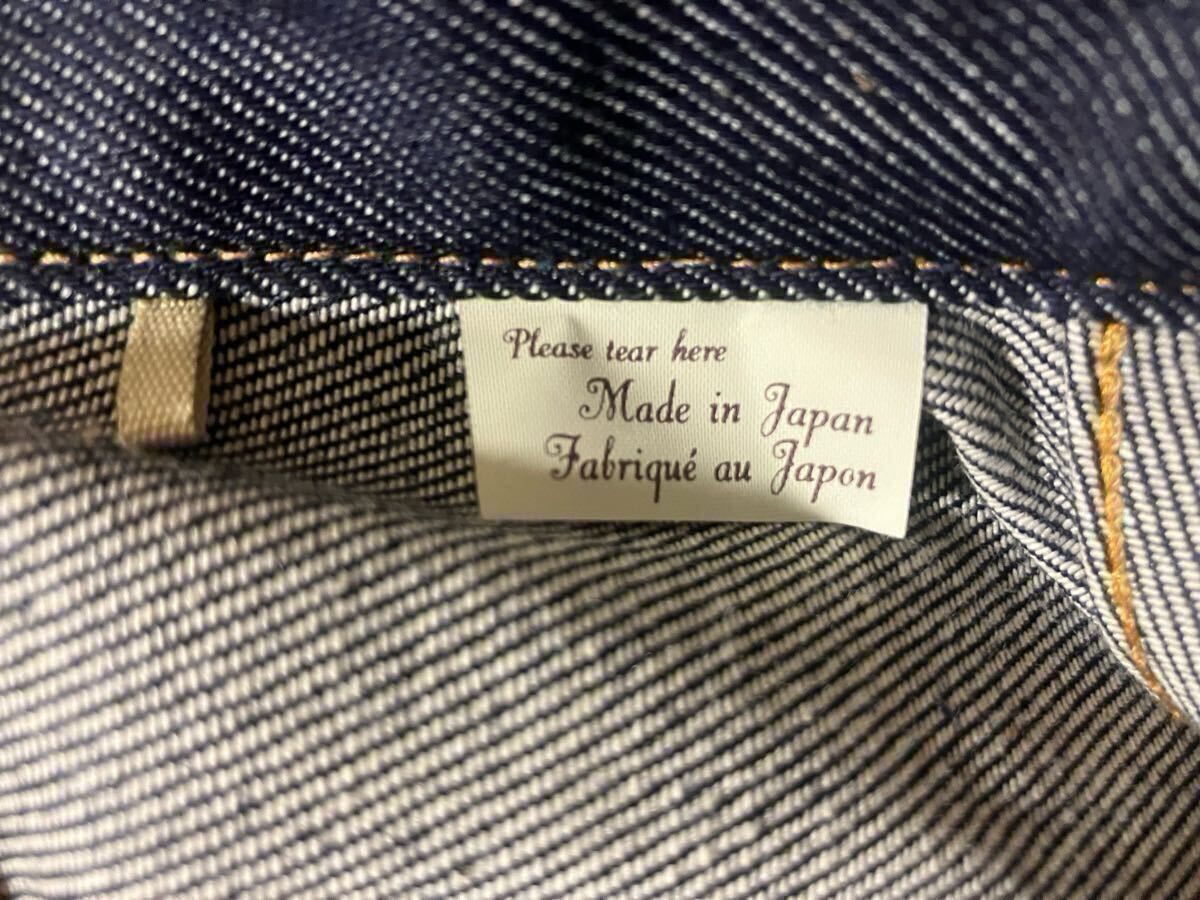 Please tear here
Made in Japan
Fabriqué au Japon